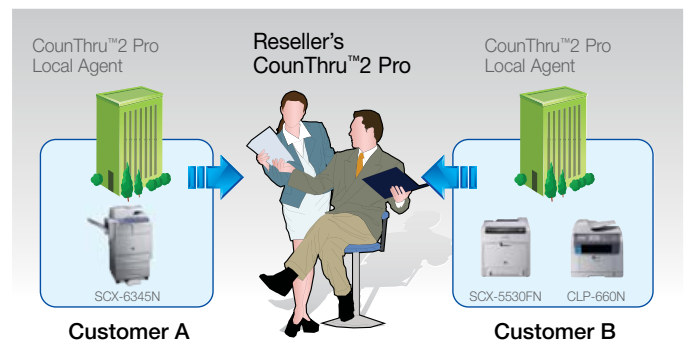 CounThru™2 Pro
Local Agent
Reseller's
CounThru™2 Pro
CounThru™2 Pro
Local Agent
SCX-6345N
SCX-5530FN
CLP-660N
Customer A
Customer B